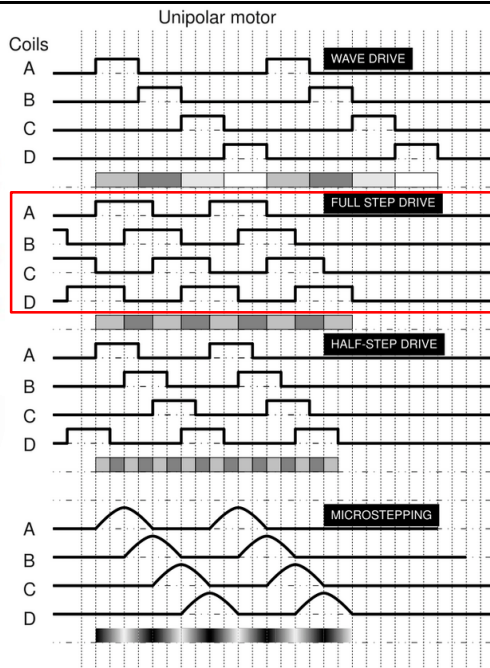 Unipolar motor
Coils
A
WAVE DRIVE
B
C
D
A
FULL STEP DRIVE
B
C
D
A
HALF-STEP DRIVE
B
C
D
A
MICROSTEPPING
B
C
D